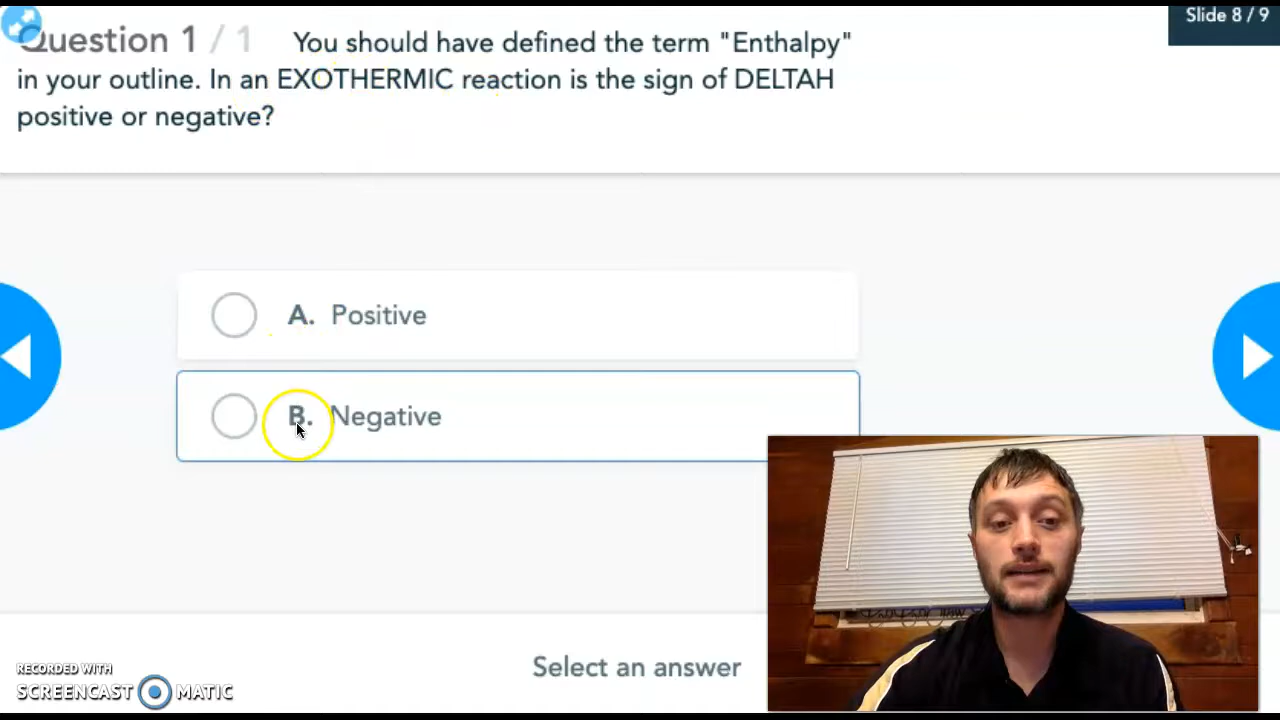 Slide 8 / 9
Question 1 / 1 You should have defined the term "Enthalpy"
in your outline. In an EXOTHERMIC reaction is the sign of DELTAH
positive or negative?
A. Positive
B. Negative
Select an answer
RECORDED WITH
SCREENCAST MATIC